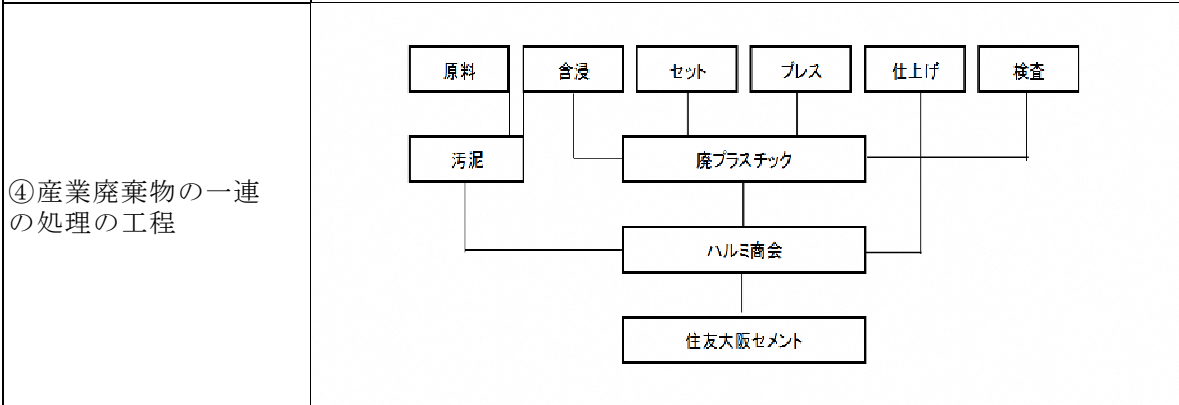 ④産業廃棄物の一連
の処理の工程
原料
含浸
セット
プレス
仕上げ
検査
汚泥
廃プラスチック
ハルミ商会
住友大阪セメント